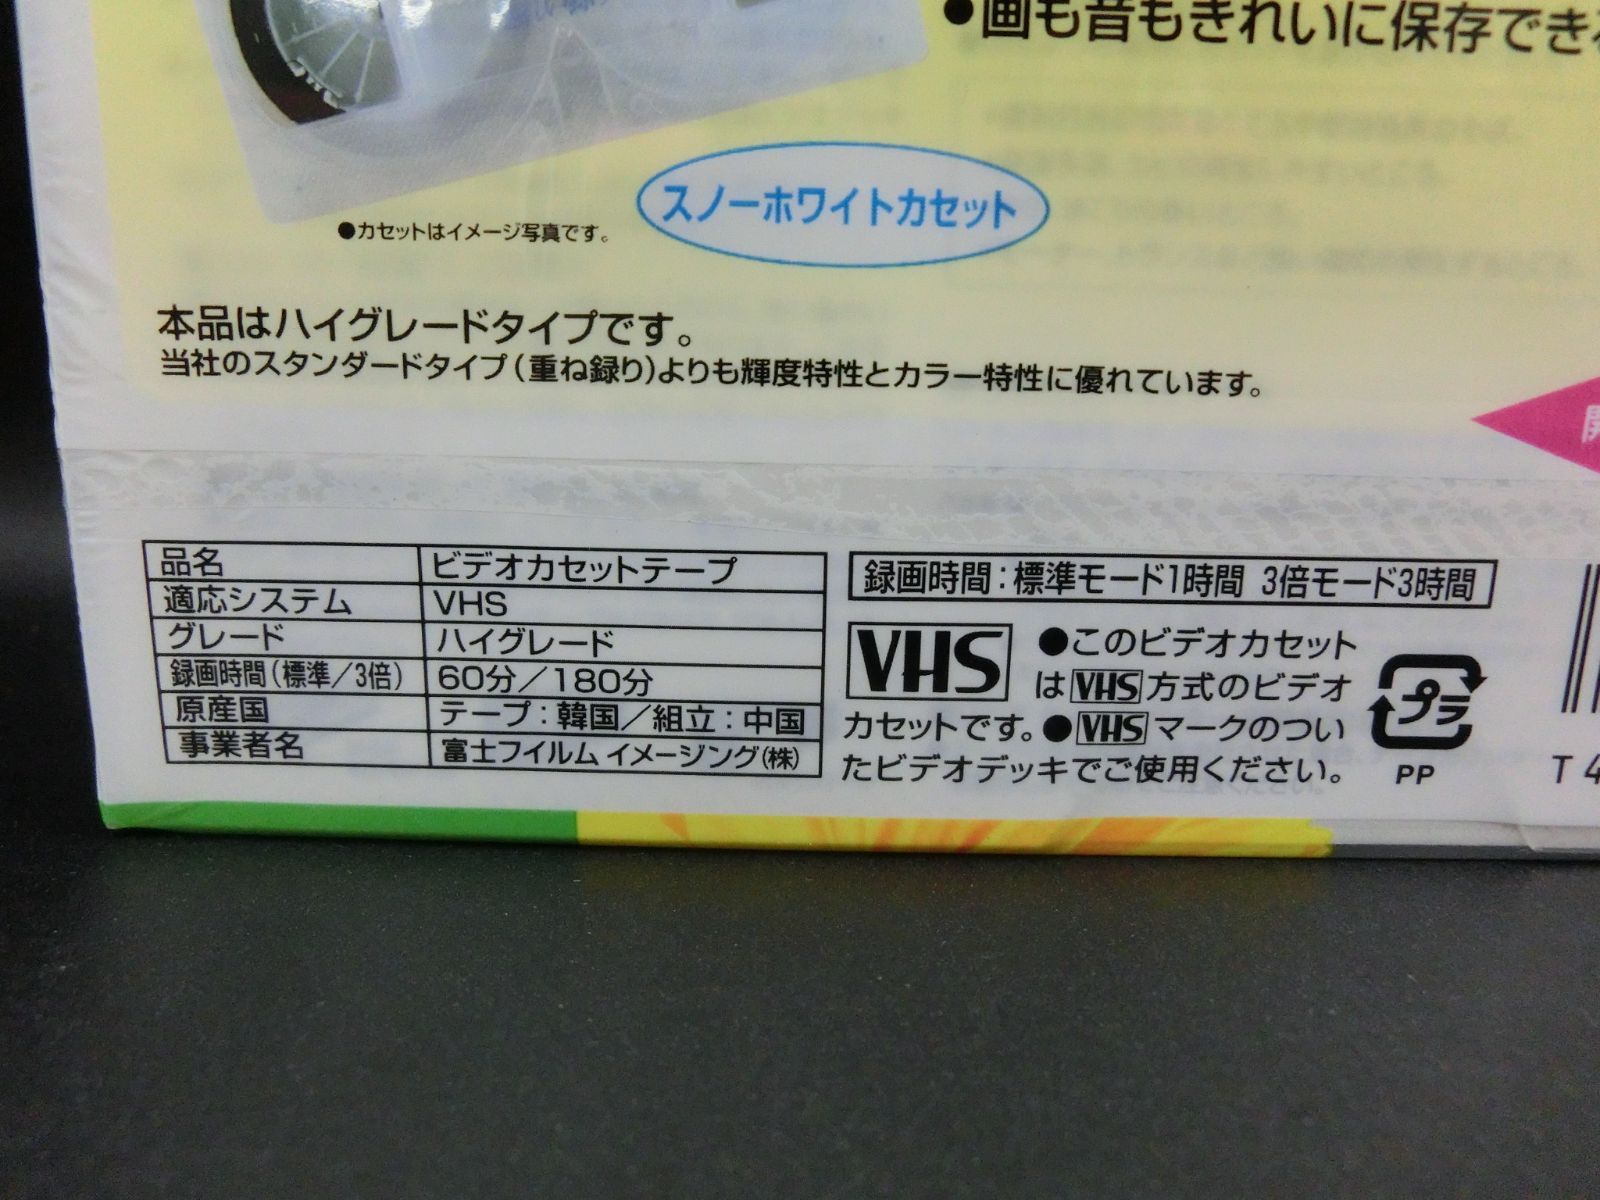 ●画も音もきれいに保存でき
スノーホワイトカセット
●カセットはイメージ写真です。
本品はハイグレードタイプです。
当社のスタンダードタイプ(重ね録り)よりも輝度特性とカラー特性に優れています。
品名 ビデオカセットテープ
適応システム VHS
グレード ハイグレード
録画時間(標準/3倍) 60分/180分
原産国 テープ:韓国/組立:中国
事業者名 富士フイルム イメージング(株)
録画時間:標準モード1時間 3倍モード3時間
VHS
●このビデオカセット
はVHS方式のビデオ
カセットです。●VHSマークのつい
たビデオデッキでご使用ください。
プラ
PP
T 4